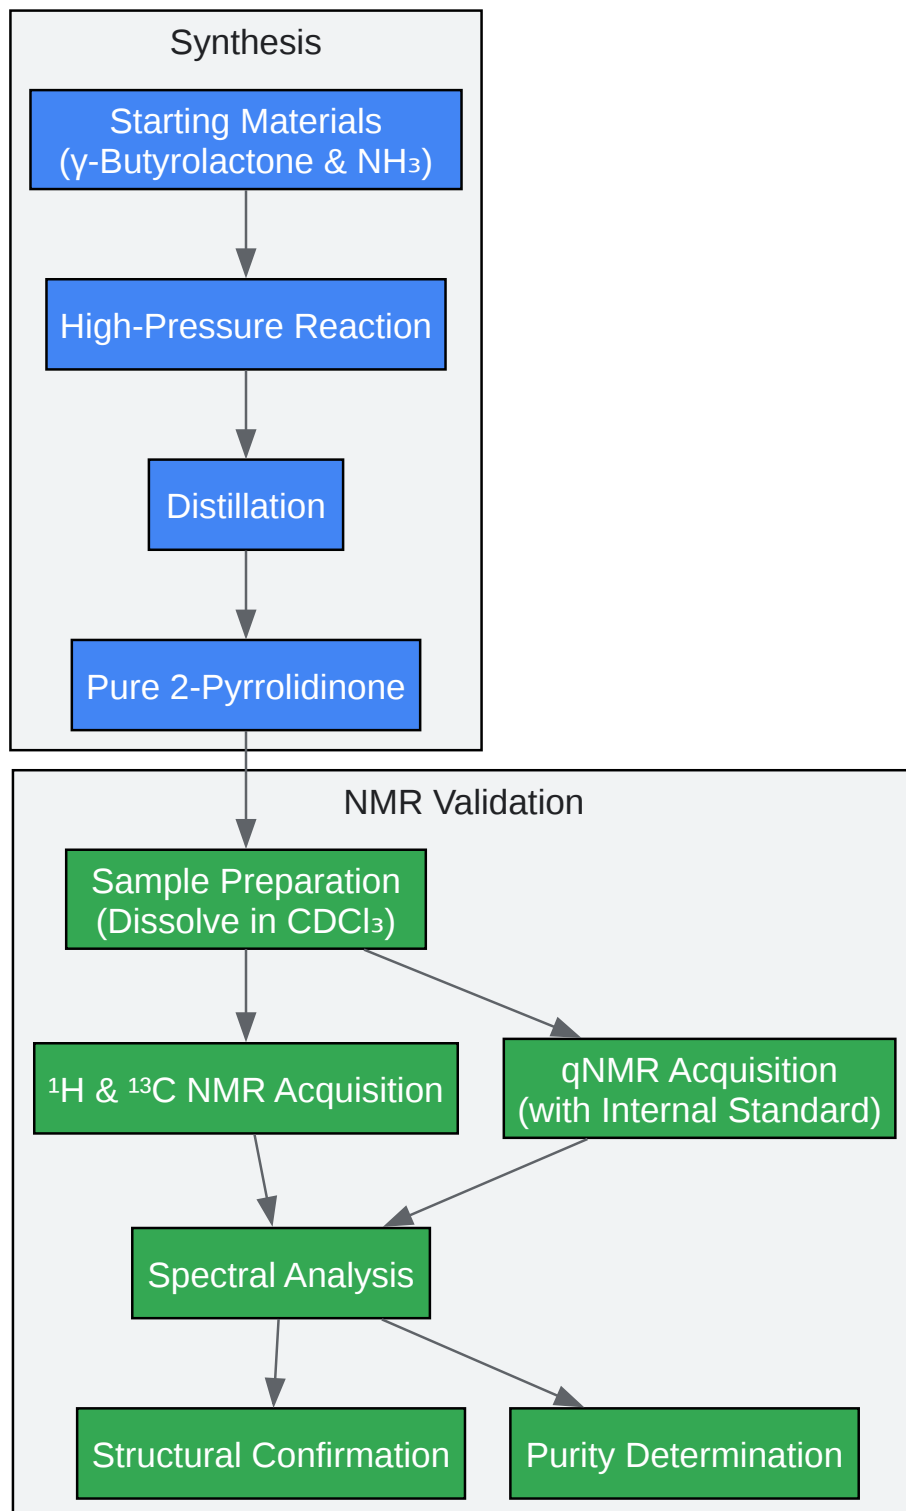 Synthesis
Starting Materials
(γ-Butyrolactone & NH₃)
High-Pressure Reaction
Distillation
Pure 2-Pyrrolidinone
NMR Validation
Sample Preparation
(Dissolve in CDCl₃)
¹H & ¹³C NMR Acquisition
qNMR Acquisition
(with Internal Standard)
Spectral Analysis
Structural Confirmation
Purity Determination